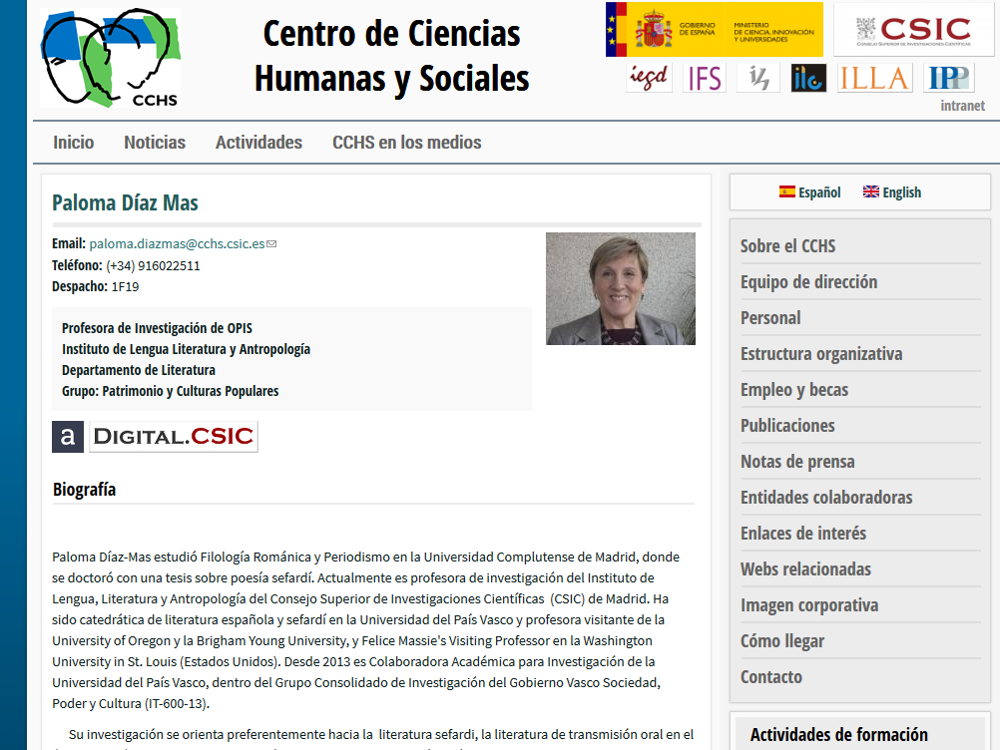 CCHS
Centro de Ciencias
Humanas y Sociales
GOBIERNO
DE ESPAÑA
MINISTERIO
DE CIENCIA, INNOVACIÓN
Y UNIVERSIDADES
CSIC
CONSEJO SUPERIOR DE INVESTIGACIONES CIENTÍFICAS
iegd
IFS
ilc
ILLA
IPP
intranet
Inicio
Noticias
Actividades
CCHS en los medios
Paloma Díaz Mas
Email: paloma.diazmas@cchs.csic.es
Teléfono: (+34) 916022511
Despacho: 1F19
Profesora de Investigación de OPIS
Instituto de Lengua Literatura y Antropología
Departamento de Literatura
Grupo: Patrimonio y Culturas Populares
a DIGITAL.CSIC
Biografía
Paloma Díaz-Mas estudió Filología Románica y Periodismo en la Universidad Complutense de Madrid, donde
se doctoró con una tesis sobre poesía sefardí. Actualmente es profesora de investigación del Instituto de
Lengua, Literatura y Antropología del Consejo Superior de Investigaciones Científicas (CSIC) de Madrid. Ha
sido catedrática de literatura española y sefardí en la Universidad del País Vasco y profesora visitante de la
University of Oregon y la Brigham Young University, y Felice Massie's Visiting Professor en la Washington
University in St. Louis (Estados Unidos). Desde 2013 es Colaboradora Académica para Investigación de la
Universidad del País Vasco, dentro del Grupo Consolidado de Investigación del Gobierno Vasco Sociedad,
Poder y Cultura (IT-600-13).
Su investigación se orienta preferentemente hacia la literatura sefardi, la literatura de transmisión oral en el
Español
English
Sobre el CCHS
Equipo de dirección
Personal
Estructura organizativa
Empleo y becas
Publicaciones
Notas de prensa
Entidades colaboradoras
Enlaces de interés
Webs relacionadas
Imagen corporativa
Cómo llegar
Contacto
Actividades de formación